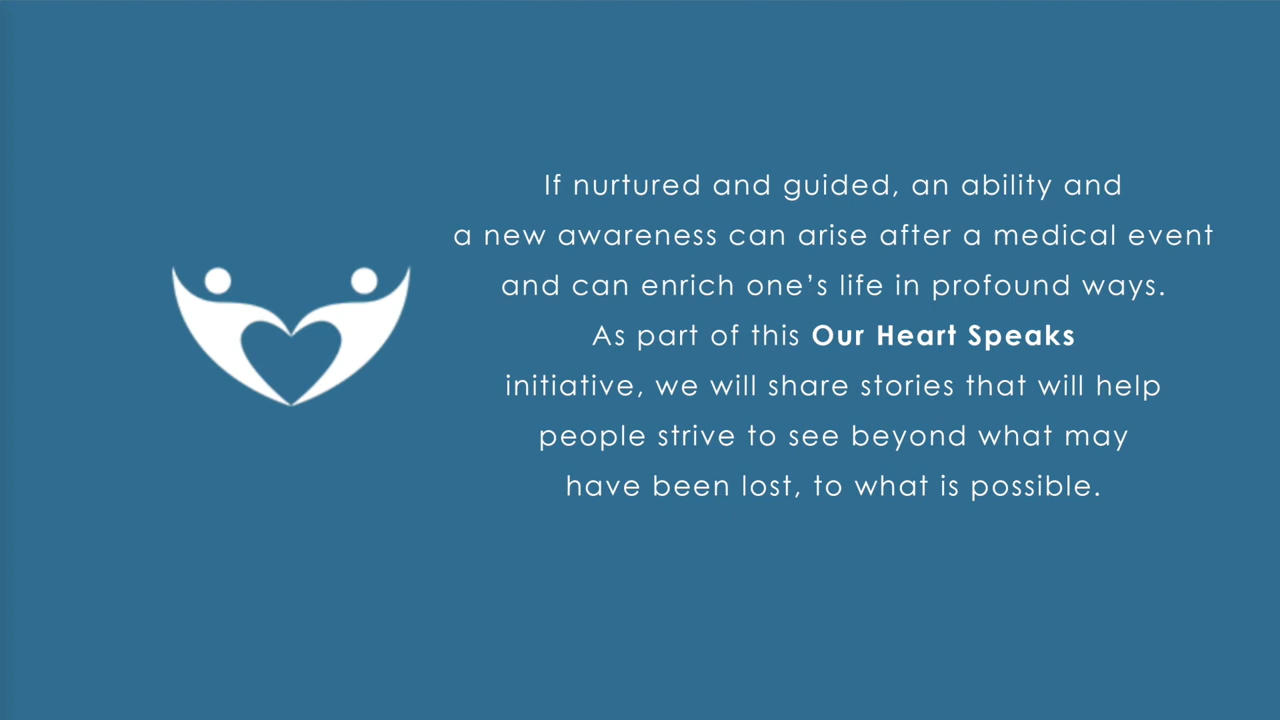 If nurtured and guided, an ability and
a new awareness can arise after a medical event
and can enrich one’s life in profound ways.
As part of this Our Heart Speaks
initiative, we will share stories that will help
people strive to see beyond what may
have been lost, to what is possible.